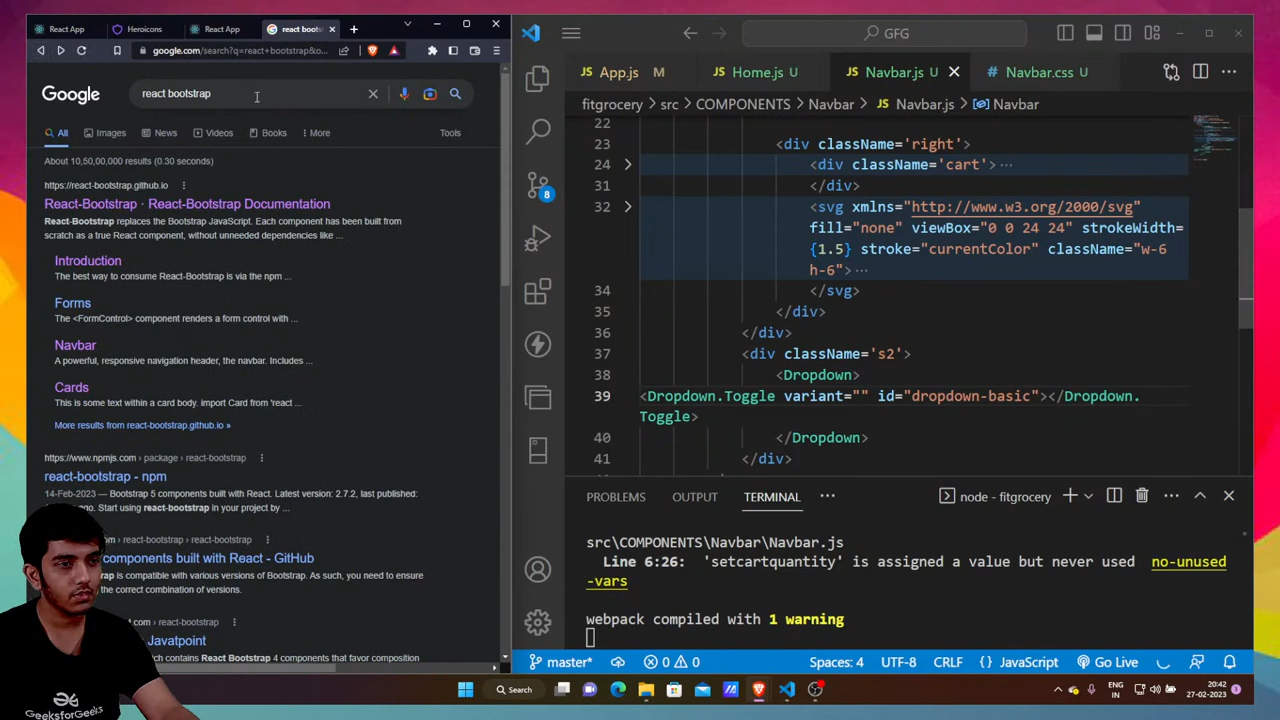 React App
Heroicons
React App
react boots
google.com/search?q=react+bootstrap&o...
Google
react bootstrap
All
Images
News
Videos
Books
More
Tools
About 10,50,00,000 results (0.30 seconds)
https://react-bootstrap.github.io
React-Bootstrap · React-Bootstrap Documentation
React-Bootstrap replaces the Bootstrap JavaScript. Each component has been built from
scratch as a true React component, without unneeded dependencies like ...
Introduction
The best way to consume React-Bootstrap is via the npm ...
Forms
The <FormControl> component renders a form control with ...
Navbar
A powerful, responsive navigation header, the navbar. Includes ...
Cards
This is some text within a card body. import Card from 'react ...
More results from react-bootstrap.github.io »
https://www.npmjs.com › package › react-bootstrap
react-bootstrap - npm
14-Feb-2023 — Bootstrap 5 components built with React. Latest version: 2.7.2, last published:
ago. Start using react-bootstrap in your project by ...
om › react-bootstrap › react-bootstrap
components built with React - GitHub
ap is compatible with various versions of Bootstrap. As such, you need to ensure
e correct combination of versions.
com › react-bootstrap
Javatpoint
ch contains React Bootstrap 4 components that favor composition
GeeksforGeeks
GFG
JS App.js M
JS Home.js U
JS Navbar.js U
# Navbar.css U
fitgrocery > src > COMPONENTS > Navbar > JS Navbar.js > Navbar
22
23 <div className='right'>
24 <div className='cart'> ...
31 </div>
32 <svg xmlns="http://www.w3.org/2000/svg"
fill="none" viewBox="0 0 24 24" strokeWidth=
{1.5} stroke="currentColor" className="w-6
h-6"> ...
34 </svg>
35 </div>
36 </div>
37 <div className='s2'>
38 <Dropdown>
39 <Dropdown.Toggle variant="" id="dropdown-basic"></Dropdown.
Toggle>
40 </Dropdown>
41 </div>
8
PROBLEMS
OUTPUT
TERMINAL
node - fitgrocery
src\COMPONENTS\Navbar\Navbar.js
Line 6:26: 'setcartquantity' is assigned a value but never used no-unused
-vars
webpack compiled with 1 warning
master*
0
0
Spaces: 4
UTF-8
CRLF
{ } JavaScript
Go Live
Search
ENG
IN
20:42
27-02-2023